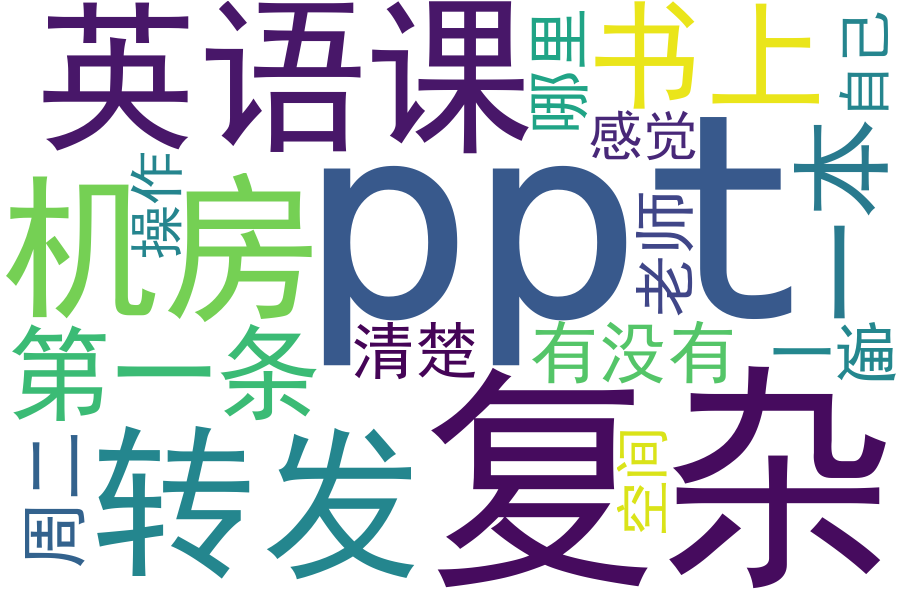 英语课
哪里
书上
自己
感觉
一本
操作
机房
ppt
老师
第一条
清楚
有没有
一遍
周二
转发
复杂
空间